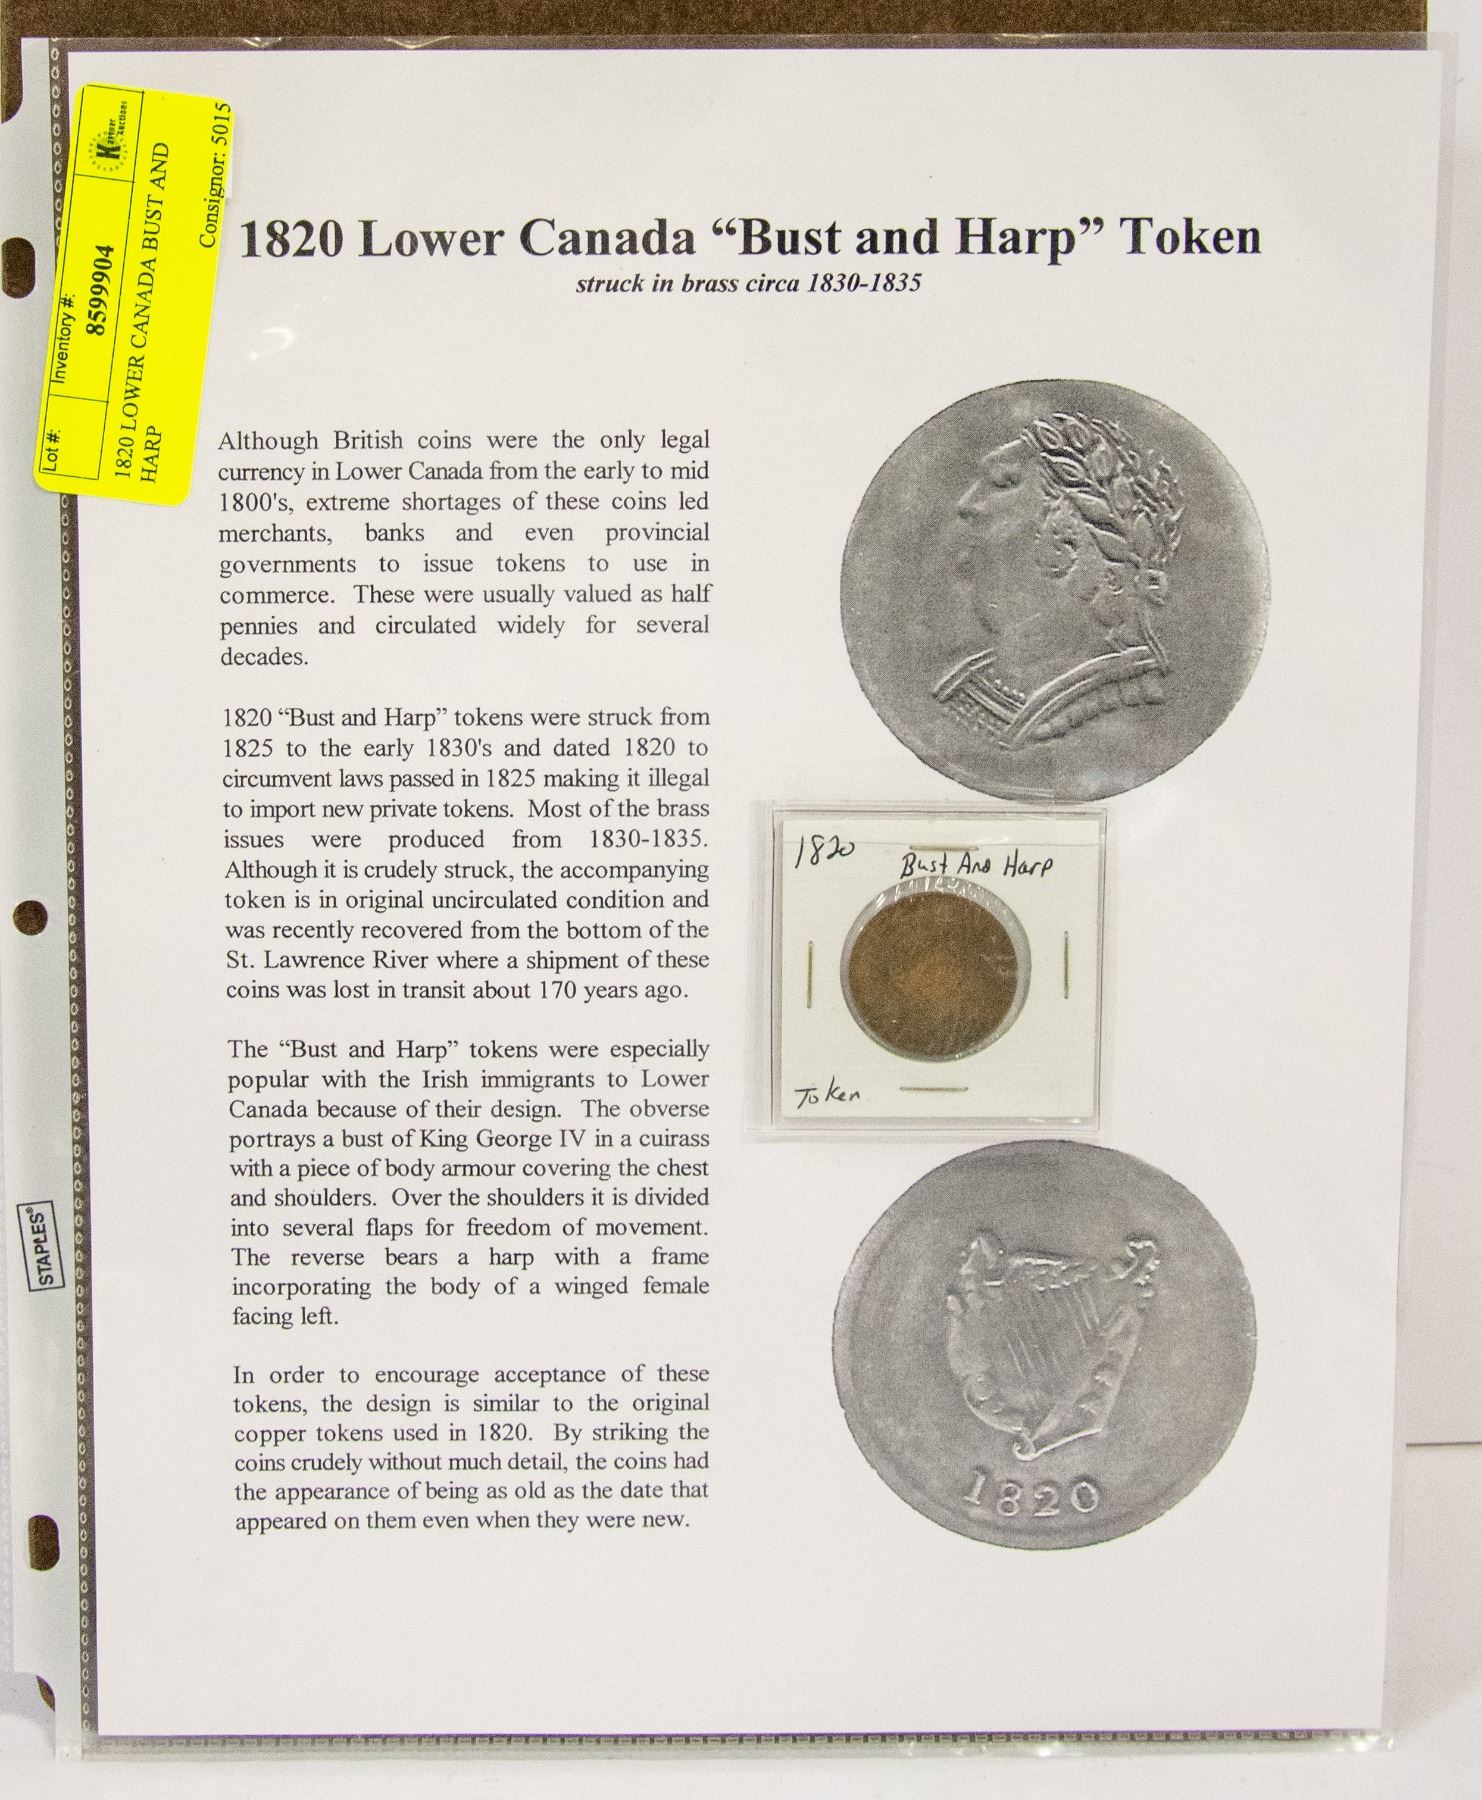 Lot #:
Inventory #:
8599904
Kastner
Auctions
1820 LOWER CANADA BUST AND
HARP
Consignor: 5015
1820 Lower Canada “Bust and Harp” Token
struck in brass circa 1830-1835
Although British coins were the only legal
currency in Lower Canada from the early to mid
1800's, extreme shortages of these coins led
merchants, banks and even provincial
governments to issue tokens to use in
commerce. These were usually valued as half
pennies and circulated widely for several
decades.
1820 “Bust and Harp” tokens were struck from
1825 to the early 1830's and dated 1820 to
circumvent laws passed in 1825 making it illegal
to import new private tokens. Most of the brass
issues were produced from 1830-1835.
Although it is crudely struck, the accompanying
token is in original uncirculated condition and
was recently recovered from the bottom of the
St. Lawrence River where a shipment of these
coins was lost in transit about 170 years ago.
The “Bust and Harp” tokens were especially
popular with the Irish immigrants to Lower
Canada because of their design. The obverse
portrays a bust of King George IV in a cuirass
with a piece of body armour covering the chest
and shoulders. Over the shoulders it is divided
into several flaps for freedom of movement.
The reverse bears a harp with a frame
incorporating the body of a winged female
facing left.
In order to encourage acceptance of these
tokens, the design is similar to the original
copper tokens used in 1820. By striking the
coins crudely without much detail, the coins had
the appearance of being as old as the date that
appeared on them even when they were new.
1820
Bust And Harp
Token
1820
STAPLES®